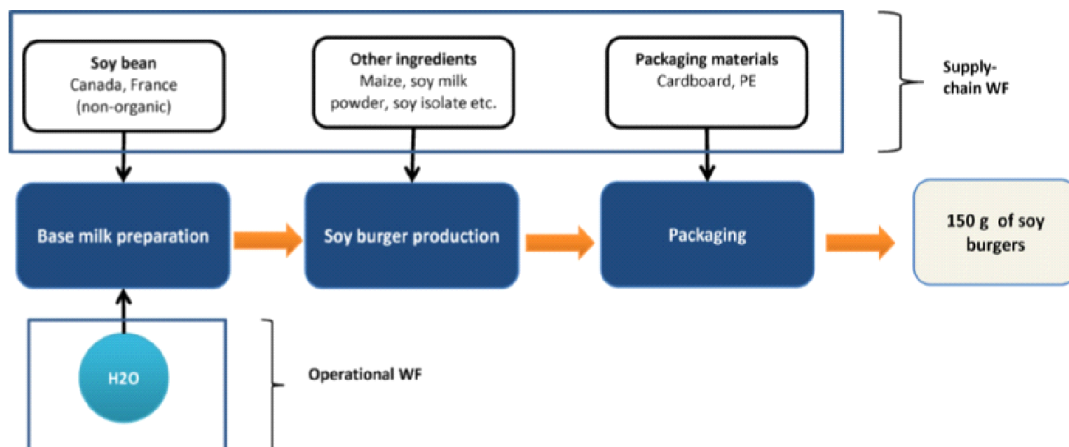 Soy bean
Canada, France
(non-organic)
Other ingredients
Maize, soy milk
powder, soy isolate etc.
Packaging materials
Cardboard, PE
Supply-
chain WF
Base milk preparation
Soy burger production
Packaging
150 g of soy
burgers
H2O
Operational WF